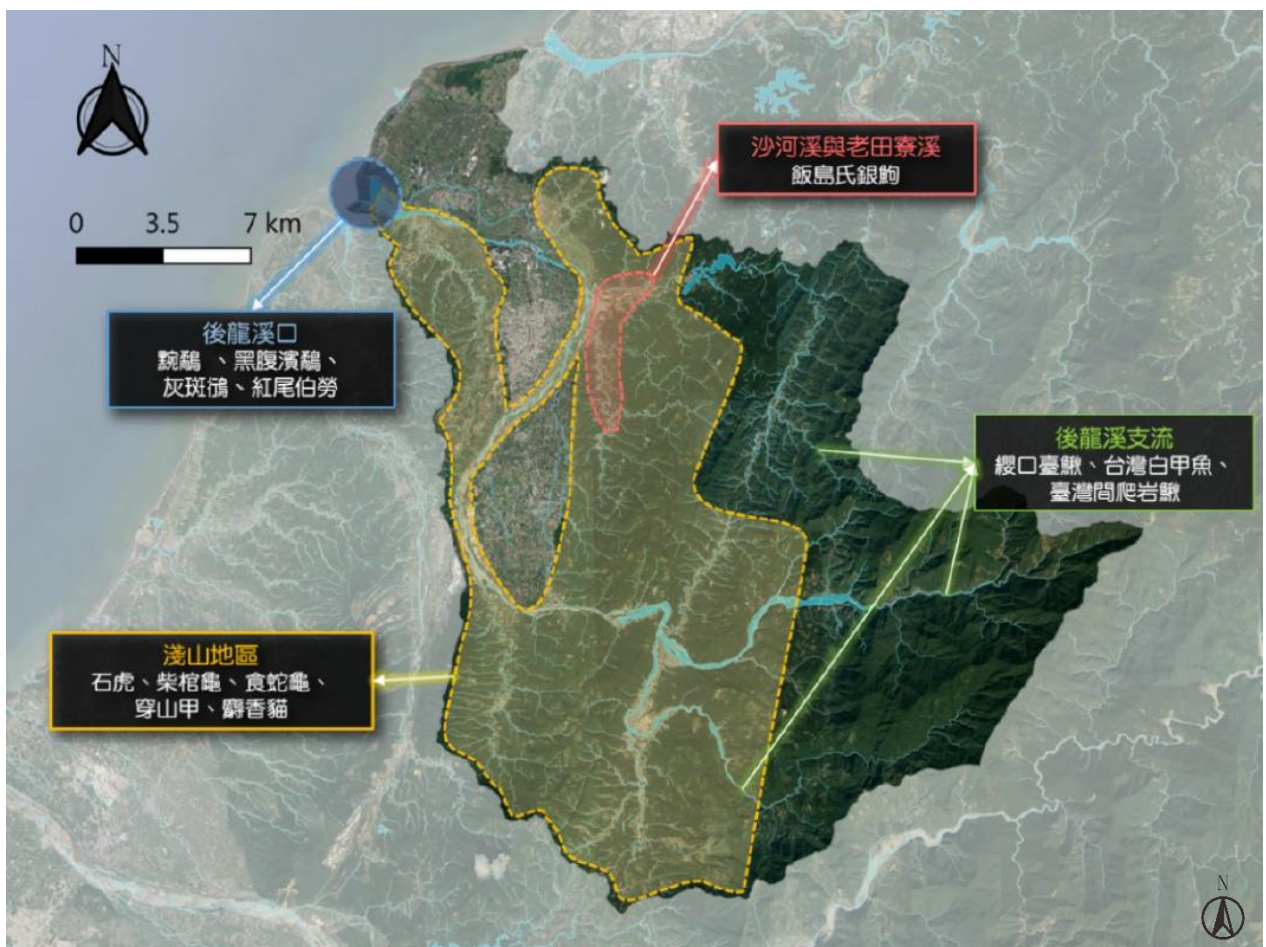 N
0 3.5 7 km
沙河溪與老田寮溪
飯島氏銀鮈
後龍溪口
黦鷸、黑腹濱鷸、
灰斑鴴、紅尾伯勞
後龍溪支流
纓口臺鰍、台灣白甲魚、
臺灣間爬岩鰍
淺山地區
石虎、柴棺龜、食蛇龜、
穿山甲、麝香貓
N